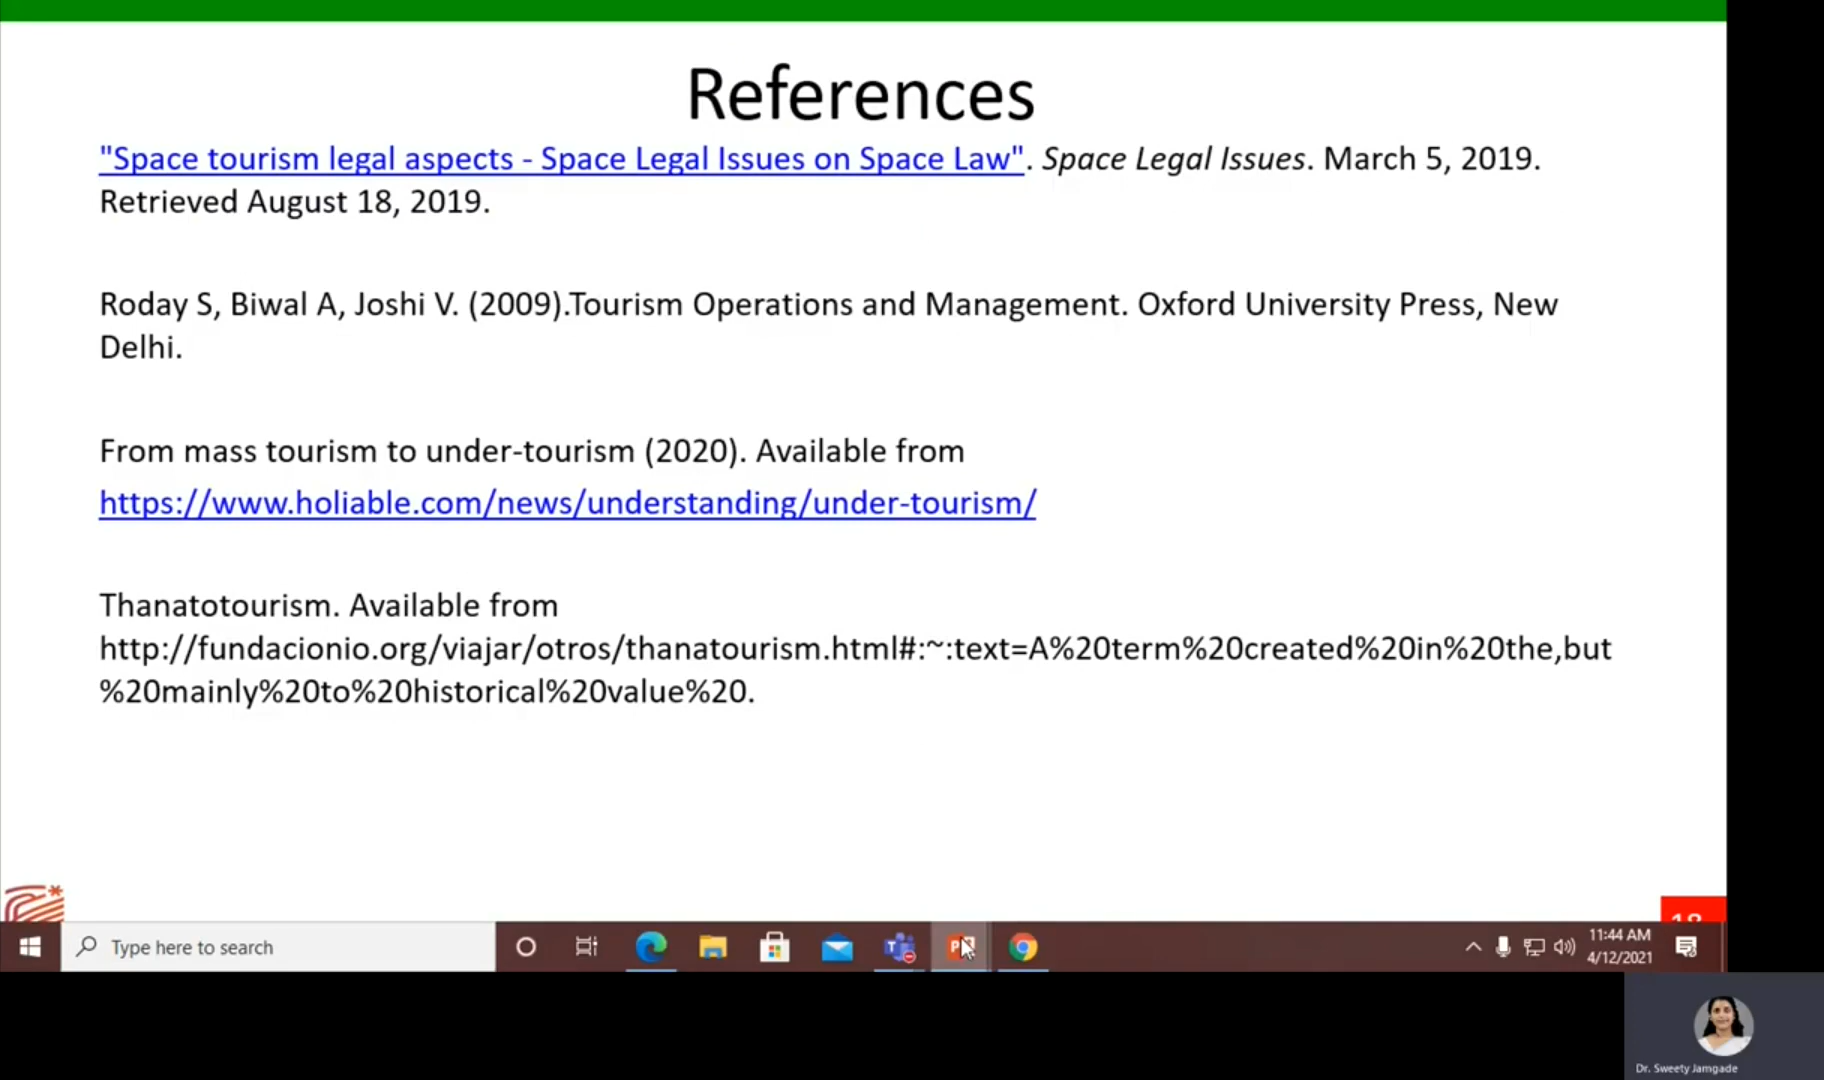 References
"Space tourism legal aspects - Space Legal Issues on Space Law". Space Legal Issues. March 5, 2019.
Retrieved August 18, 2019.
Roday S, Biwal A, Joshi V. (2009).Tourism Operations and Management. Oxford University Press, New
Delhi.
From mass tourism to under-tourism (2020). Available from
https://www.holiable.com/news/understanding/under-tourism/
Thanatotourism. Available from
http://fundacionio.org/viajar/otros/thanatourism.html#:~:text=A%20term%20created%20in%20the,but
%20mainly%20to%20historical%20value%20.
Type here to search
11:44 AM
4/12/2021
Dr. Sweety Jamgade